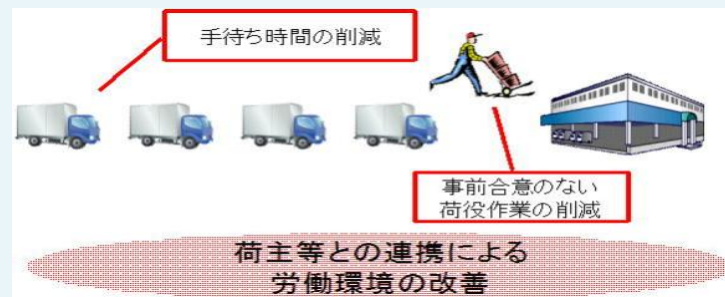 手待ち時間の削減
事前合意のない
荷役作業の削減
荷主等との連携による
労働環境の改善